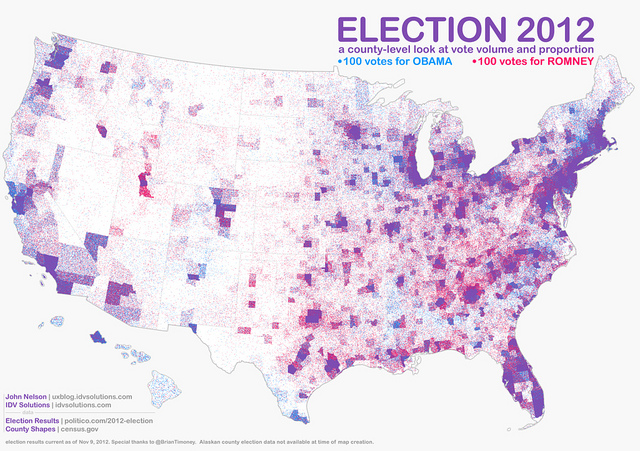 ELECTION 2012
a county-level look at vote volume and proportion
•100 votes for OBAMA •100 votes for ROMNEY
John Nelson | uxblog.idvsolutions.com
IDV Solutions | idvsolutions.com
data
Election Results | politico.com/2012-election
County Shapes | census.gov
election results current as of Nov 9, 2012. Special thanks to @BrianTimoney. Alaskan county election data not available at time of map creation.